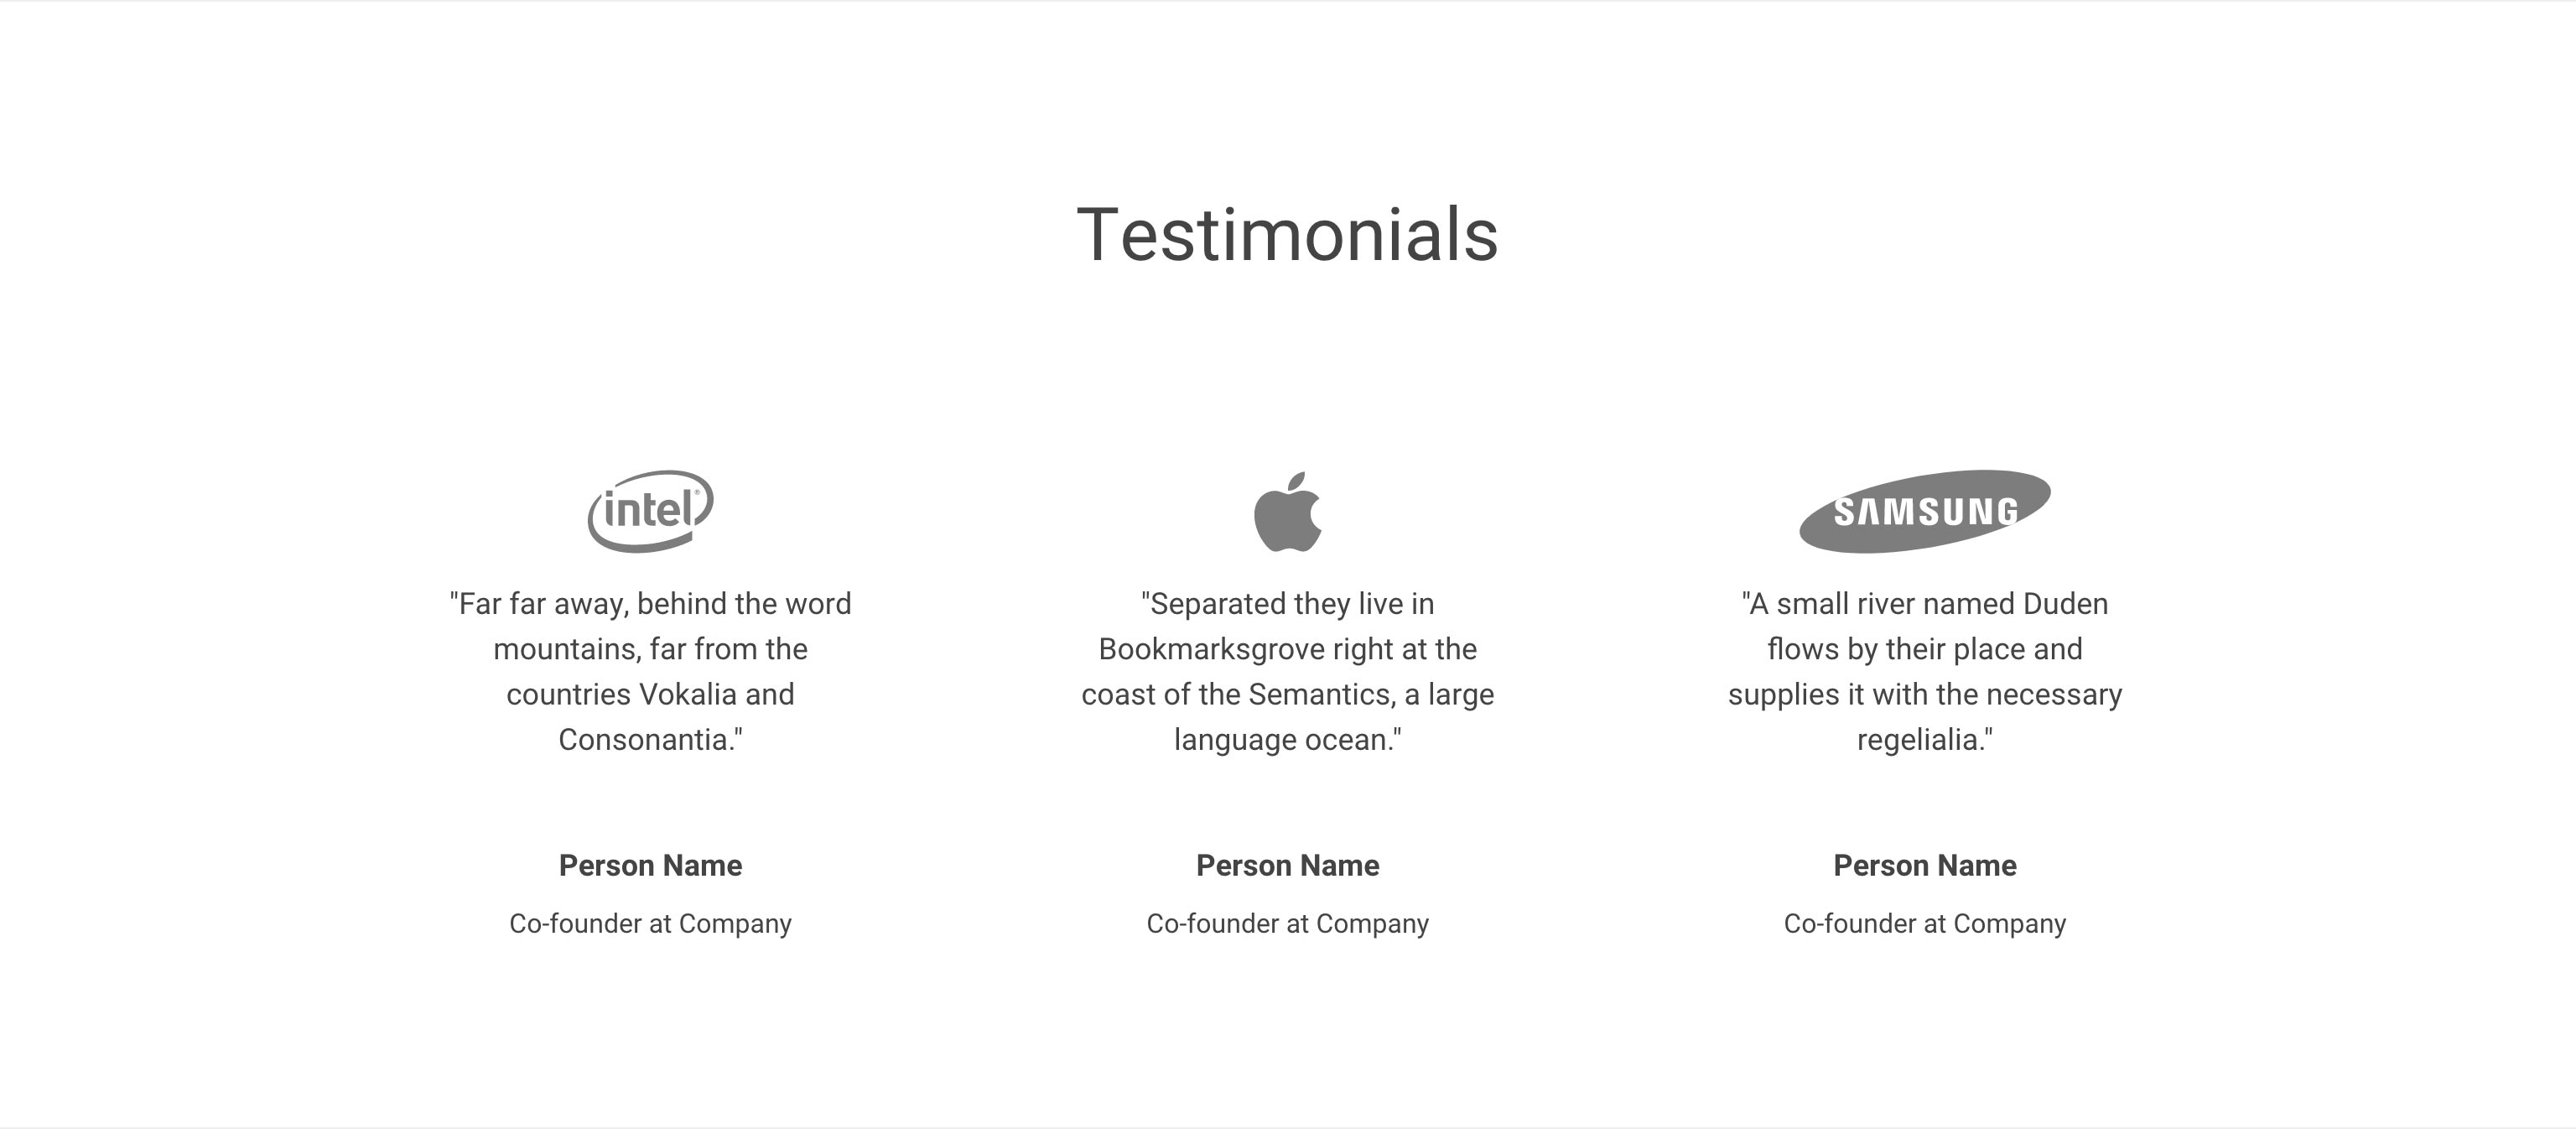 Testimonials
intel®
SAMSUNG
"Far far away, behind the word
mountains, far from the
countries Vokalia and
Consonantia."
Person Name
Co-founder at Company
"Separated they live in
Bookmarksgrove right at the
coast of the Semantics, a large
language ocean."
Person Name
Co-founder at Company
"A small river named Duden
flows by their place and
supplies it with the necessary
regelialia."
Person Name
Co-founder at Company